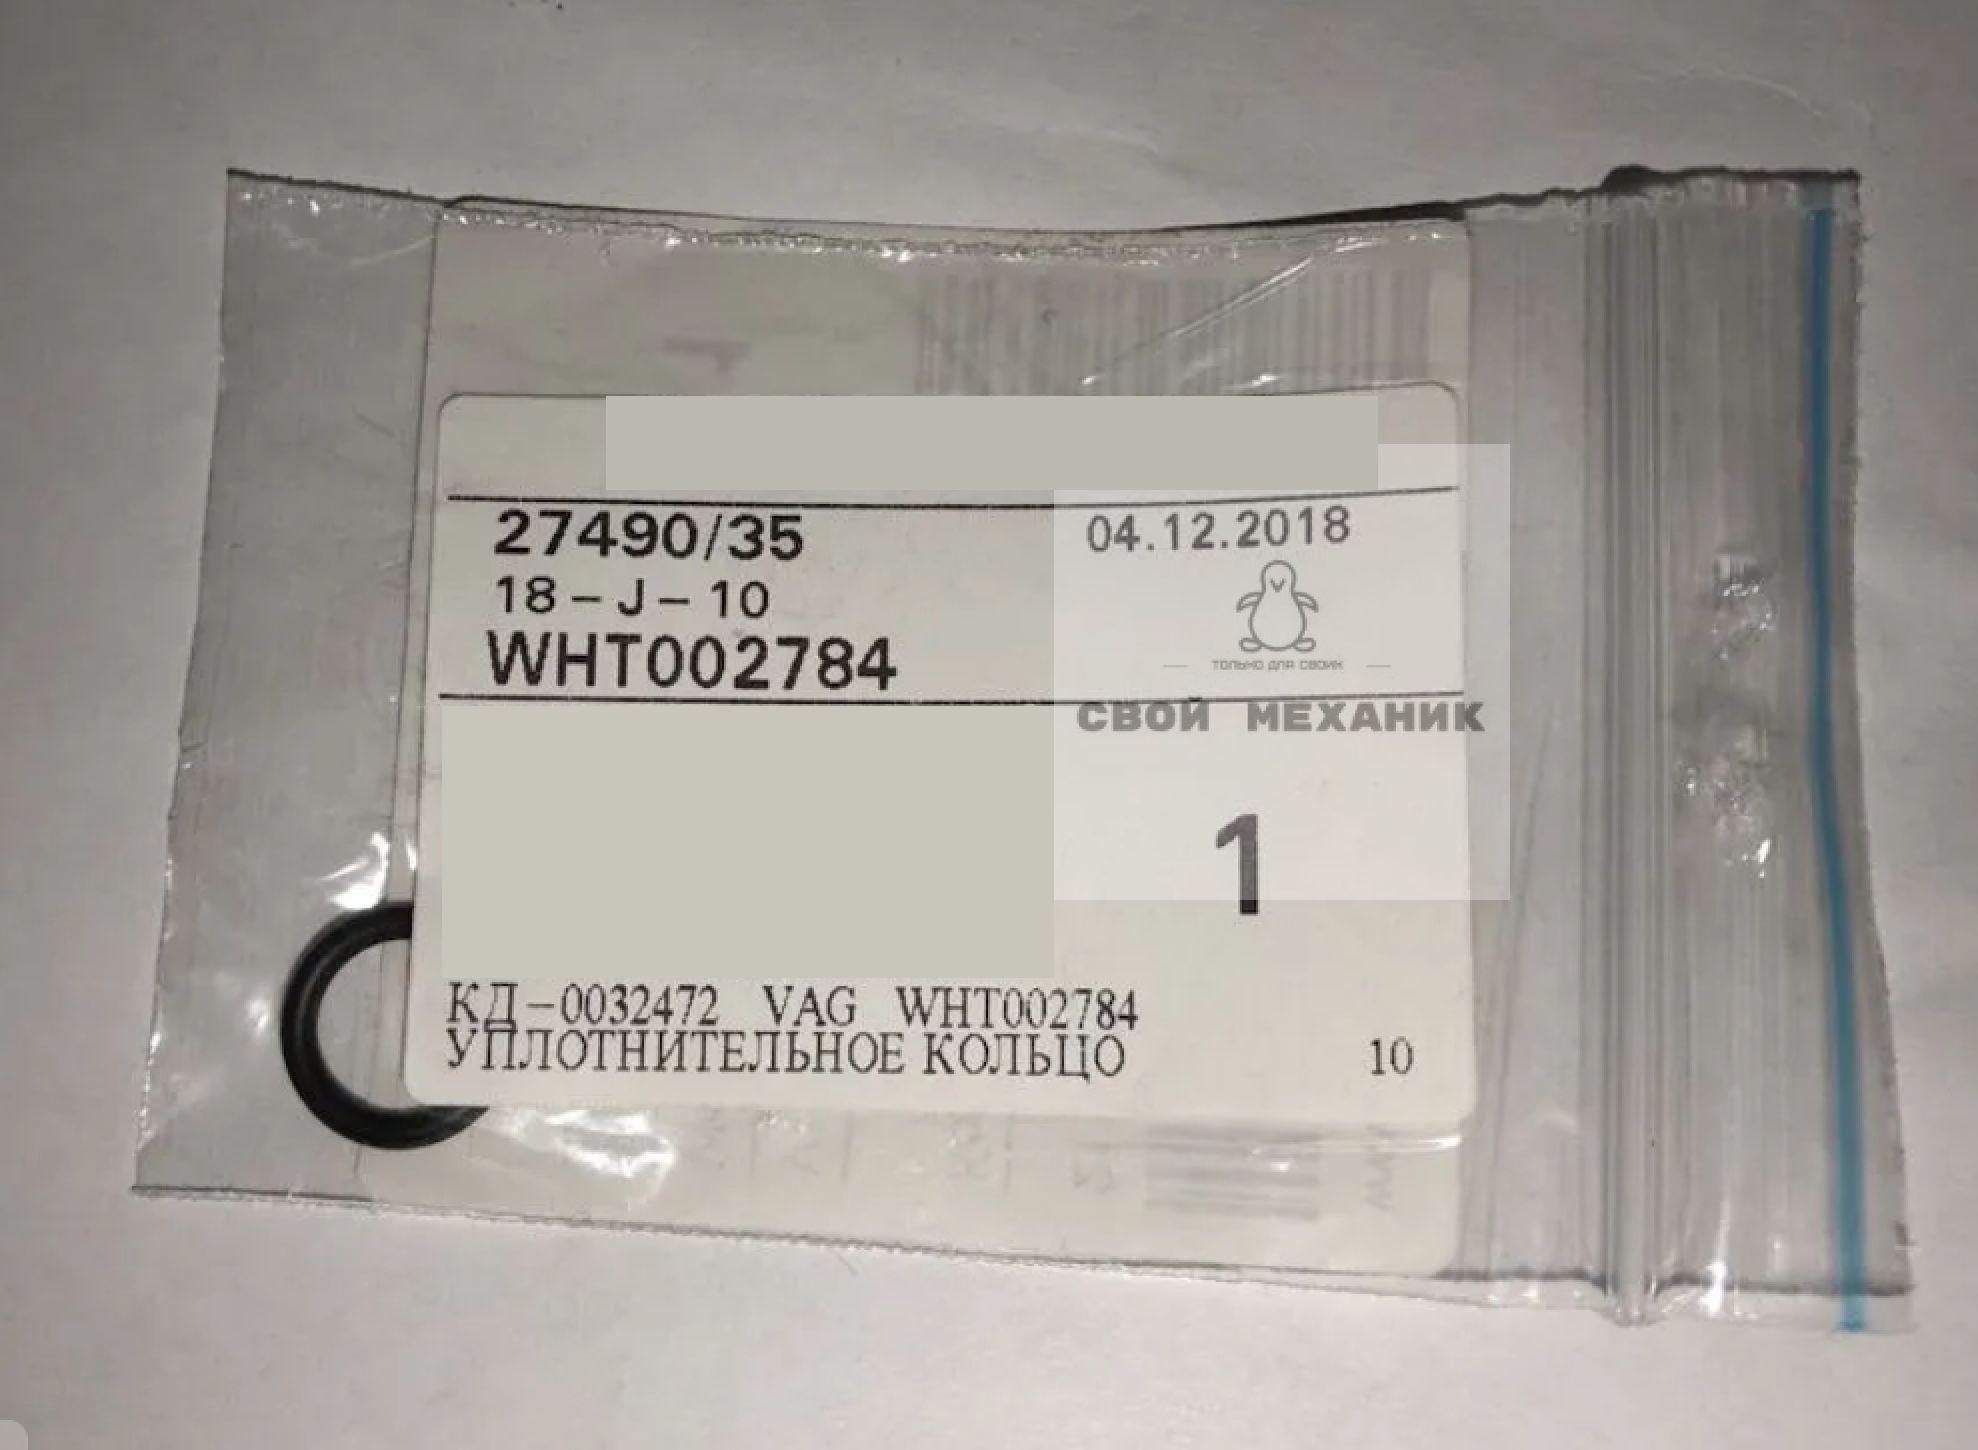 27490/35 04.12.2018
18-J-10
WHT002784
ТОЛЬКО ДЛЯ СВОИХ
СВОЙ МЕХАНИК
1
КД-0032472 VAG WHT002784
УПЛОТНИТЕЛЬНОЕ КОЛЬЦО 10